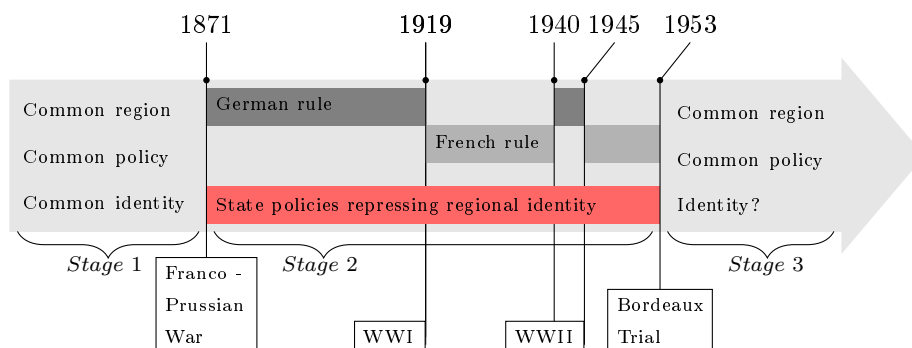 1871 1919 1940 1945 1953
Common region
Common policy
Common identity
German rule
French rule
State policies repressing regional identity
Common region
Common policy
Identity?
Stage 1
Stage 2
Stage 3
Franco -
Prussian
War
WWI
WWII
Bordeaux
Trial